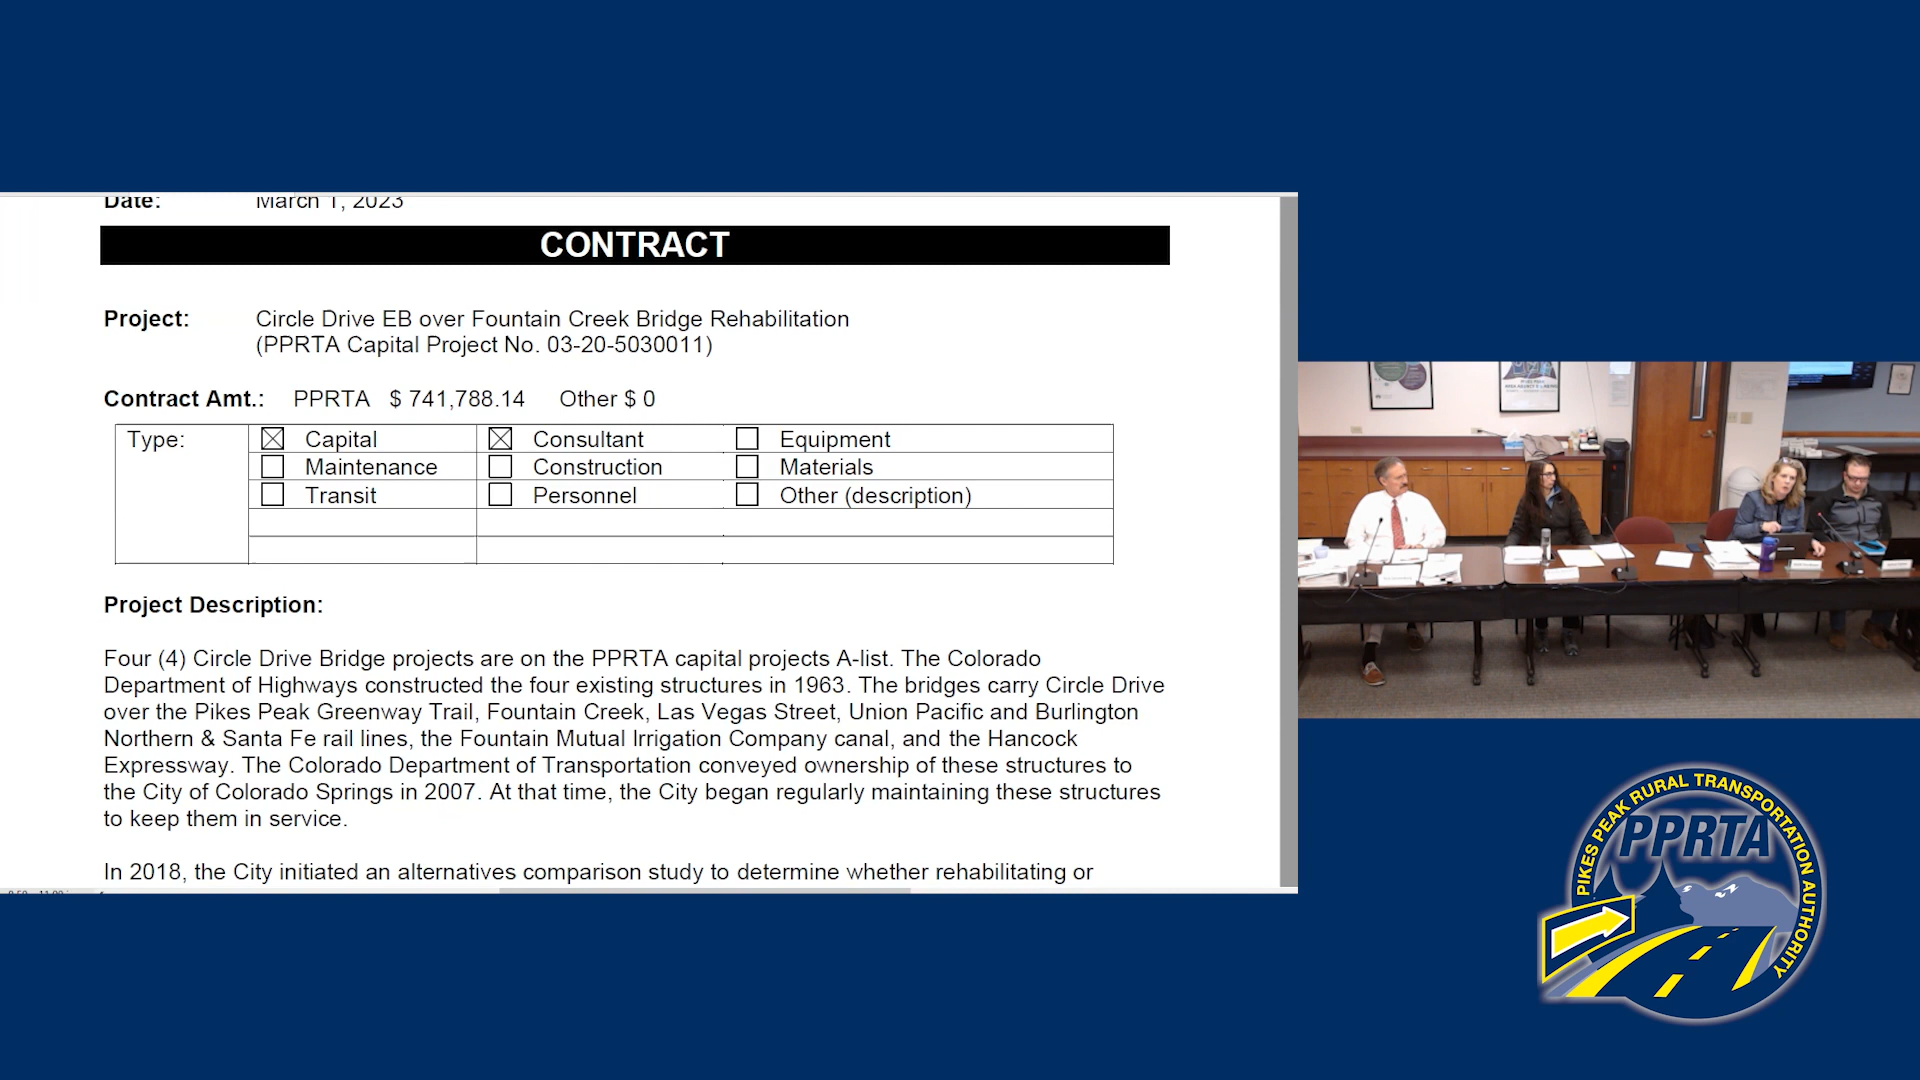 Date: March 1, 2023
CONTRACT
Project: Circle Drive EB over Fountain Creek Bridge Rehabilitation
(PPRTA Capital Project No. 03-20-5030011)
Contract Amt.: PPRTA $ 741,788.14 Other $ 0
Type: ☒ Capital ☒ Consultant ☐ Equipment
☐ Maintenance ☐ Construction ☐ Materials
☐ Transit ☐ Personnel ☐ Other (description)
Project Description:
Four (4) Circle Drive Bridge projects are on the PPRTA capital projects A-list. The Colorado
Department of Highways constructed the four existing structures in 1963. The bridges carry Circle Drive
over the Pikes Peak Greenway Trail, Fountain Creek, Las Vegas Street, Union Pacific and Burlington
Northern & Santa Fe rail lines, the Fountain Mutual Irrigation Company canal, and the Hancock
Expressway. The Colorado Department of Transportation conveyed ownership of these structures to
the City of Colorado Springs in 2007. At that time, the City began regularly maintaining these structures
to keep them in service.
In 2018, the City initiated an alternatives comparison study to determine whether rehabilitating or
PIKES PEAK RURAL TRANSPORTATION AUTHORITY
PPRTA